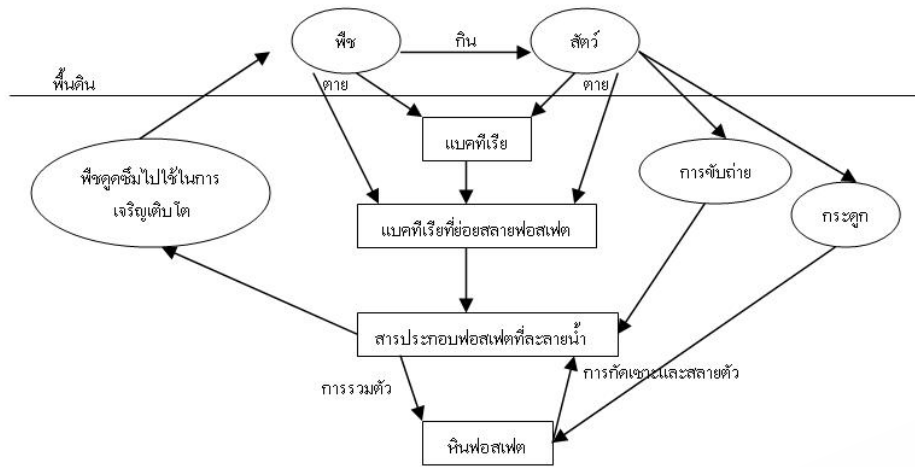 พืช
กิน
สัตว์
พื้นดิน
ตาย
ตาย
แบคทีเรีย
พืชดูดซึมไปใช้ในการ
เจริญเติบโต
การขับถ่าย
แบคทีเรียที่ย่อยสลายฟอสเฟต
กระดูก
สารประกอบฟอสเฟตที่ละลายน้ำ
การรวมตัว
การกัดเซาะและสลายตัว
หินฟอสเฟต